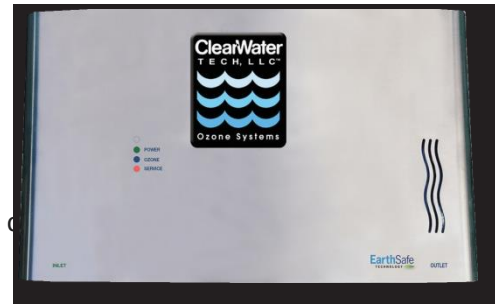 ClearWater
TECH, LLC™
Ozone Systems
POWER
OZONE
SERVICE
INLET
EarthSafe
TECHNOLOGY
OUTLET